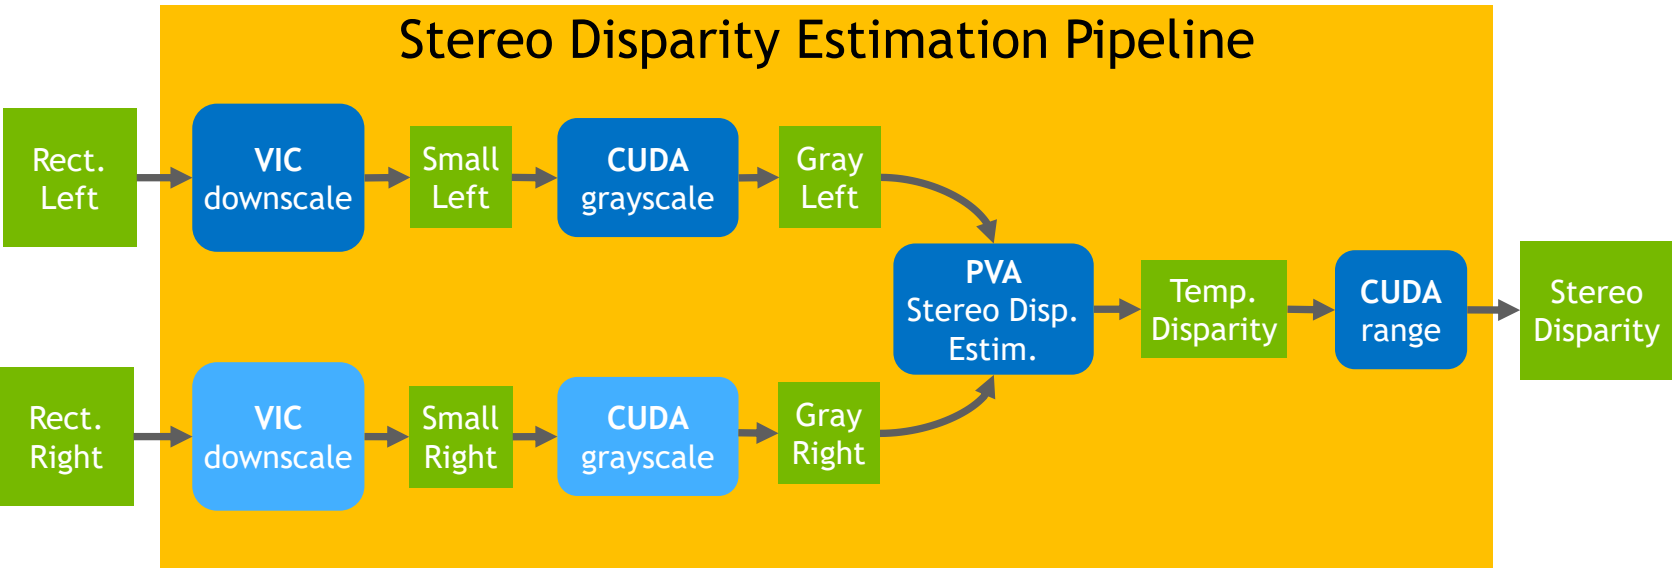 Stereo Disparity Estimation Pipeline
Rect.
Left
VIC
downscale
Small
Left
CUDA
grayscale
Gray
Left
PVA
Stereo Disp.
Estim.
Temp.
Disparity
CUDA
range
Stereo
Disparity
Rect.
Right
VIC
downscale
Small
Right
CUDA
grayscale
Gray
Right